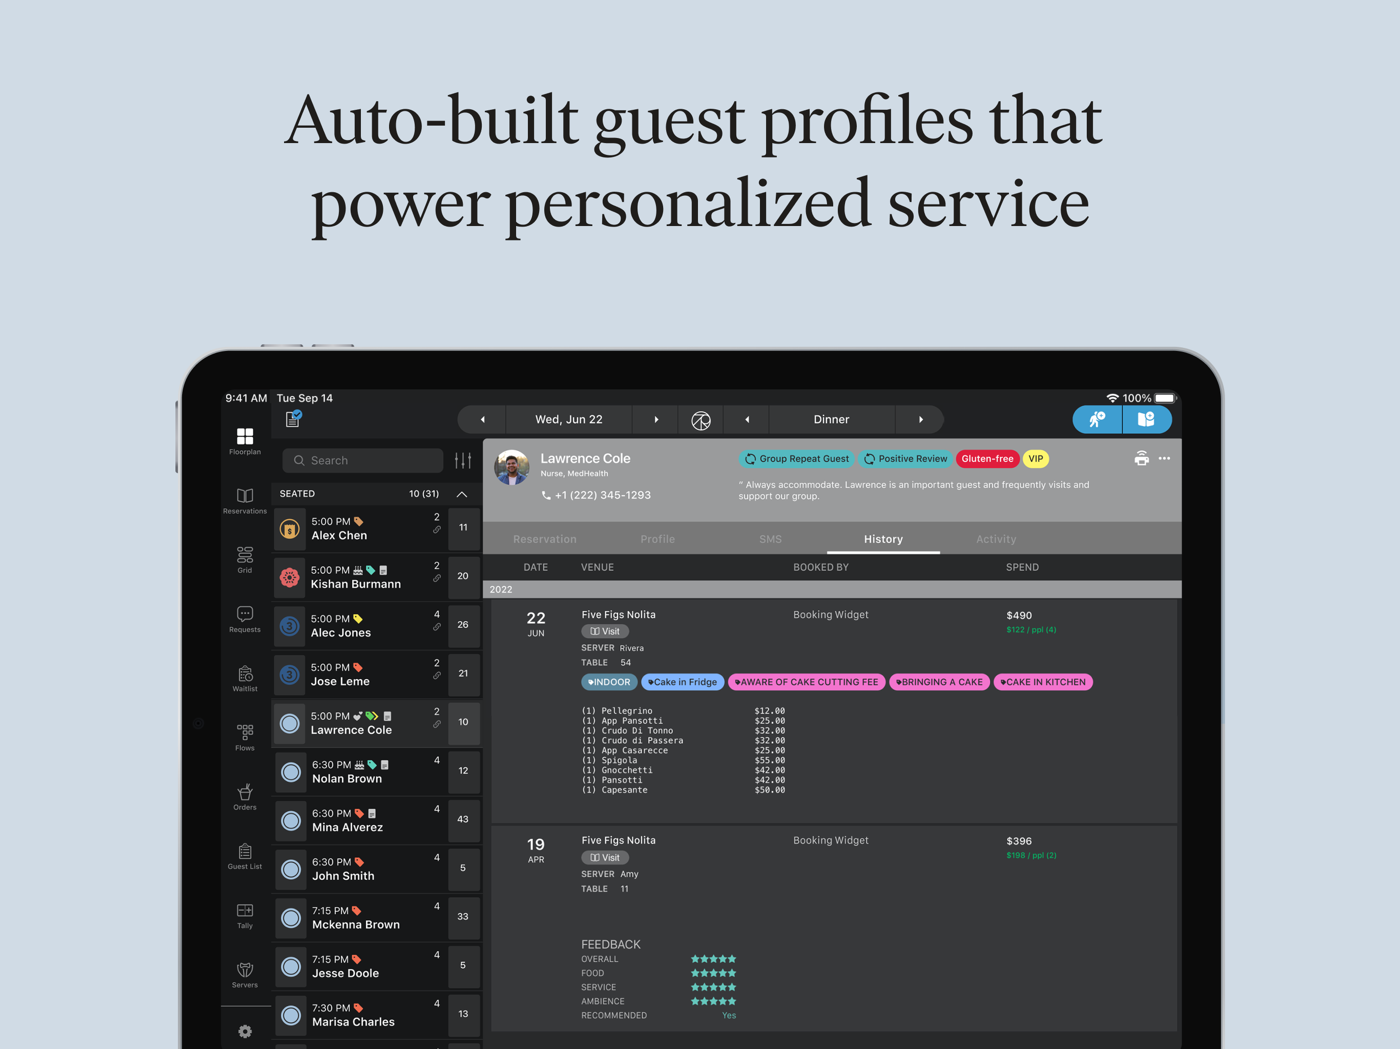 Auto-built guest profiles that
power personalized service
9:41 AM Tue Sep 14
100%
Wed, Jun 22
Dinner
Floorplan
Reservations
Grid
Requests
Waitlist
Flows
Orders
Guest List
Tally
Servers
Search
SEATED 10 (31)
5:00 PM 2
Alex Chen 11
5:00 PM 2
Kishan Burmann 20
5:00 PM 4
3 Alec Jones 26
5:00 PM 2
3 Jose Leme 21
5:00 PM 2
Lawrence Cole 10
6:30 PM 4
Nolan Brown 12
6:30 PM 4
Mina Alverez 43
6:30 PM 4
John Smith 5
7:15 PM 4
Mckenna Brown 33
7:15 PM 4
Jesse Doole 5
7:30 PM 4
Marisa Charles 13
Lawrence Cole
Nurse, MedHealth
+1 (222) 345-1293
Group Repeat Guest Positive Review Gluten-free VIP
“ Always accommodate. Lawrence is an important guest and frequently visits and
support our group.
Reservation Profile SMS History Activity
DATE VENUE BOOKED BY SPEND
2022
22 JUN
Five Figs Nolita Booking Widget $490
Visit $122 / ppl (4)
SERVER Rivera
TABLE 54
INDOOR Cake in Fridge AWARE OF CAKE CUTTING FEE BRINGING A CAKE CAKE IN KITCHEN
(1) Pellegrino $12.00
(1) App Pansotti $25.00
(1) Crudo Di Tonno $32.00
(1) Crudo di Passera $32.00
(1) App Casarecce $25.00
(1) Spigola $55.00
(1) Gnocchetti $42.00
(1) Pansotti $42.00
(1) Capesante $50.00
19 APR
Five Figs Nolita Booking Widget $396
Visit $198 / ppl (2)
SERVER Amy
TABLE 11
FEEDBACK
OVERALL
FOOD
SERVICE
AMBIENCE
RECOMMENDED Yes